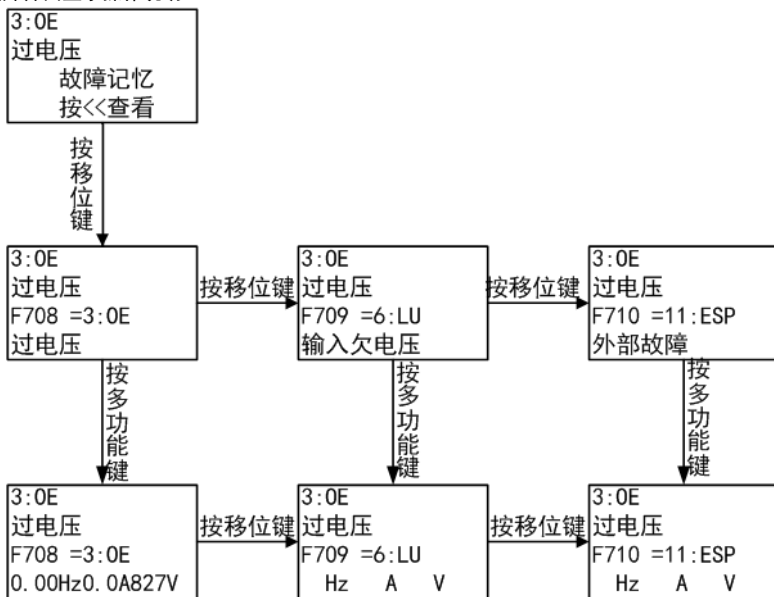 3:OE
过电压
故障记忆
按<<查看
按移位键
3:OE
过电压
F708 =3:OE
过电压
按移位键
3:OE
过电压
F709 =6:LU
输入欠电压
按移位键
3:OE
过电压
F710 =11:ESP
外部故障
按多功能键
按多功能键
按多功能键
3:OE
过电压
F708 =3:OE
0.00Hz0.0A827V
按移位键
3:OE
过电压
F709 =6:LU
Hz A V
按移位键
3:OE
过电压
F710 =11:ESP
Hz A V